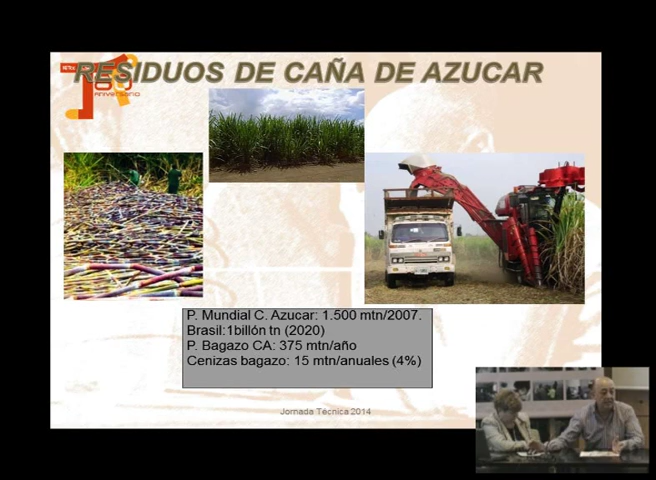 RESIDUOS DE CAÑA DE AZUCAR
Aniversario
P. Mundial C. Azucar: 1.500 mtn/2007.
Brasil:1billón tn (2020)
P. Bagazo CA: 375 mtn/año
Cenizas bagazo: 15 mtn/anuales (4%)
Jornada Técnica 2014